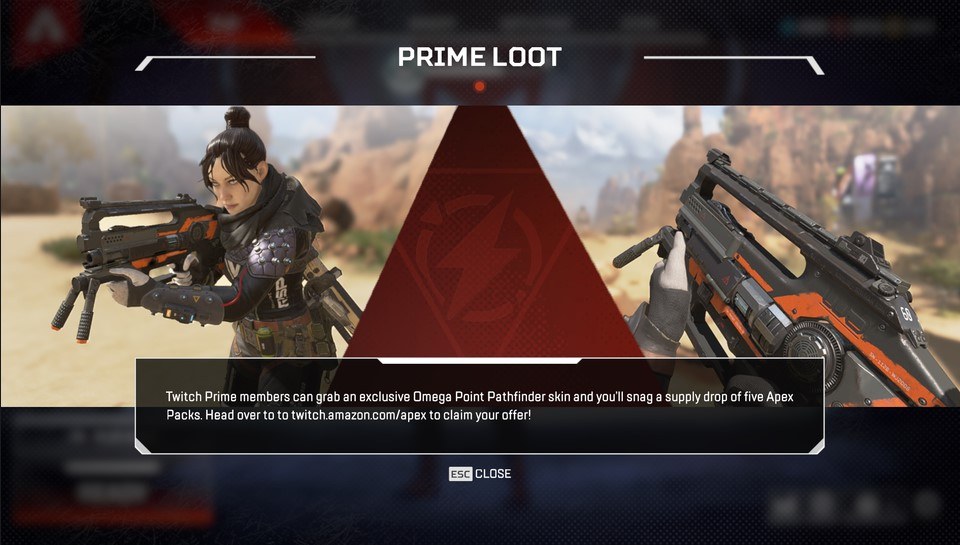 PRIME LOOT
Twitch Prime members can grab an exclusive Omega Point Pathfinder skin and you'll snag a supply drop of five Apex
Packs. Head over to to twitch.amazon.com/apex to claim your offer!
ESC CLOSE